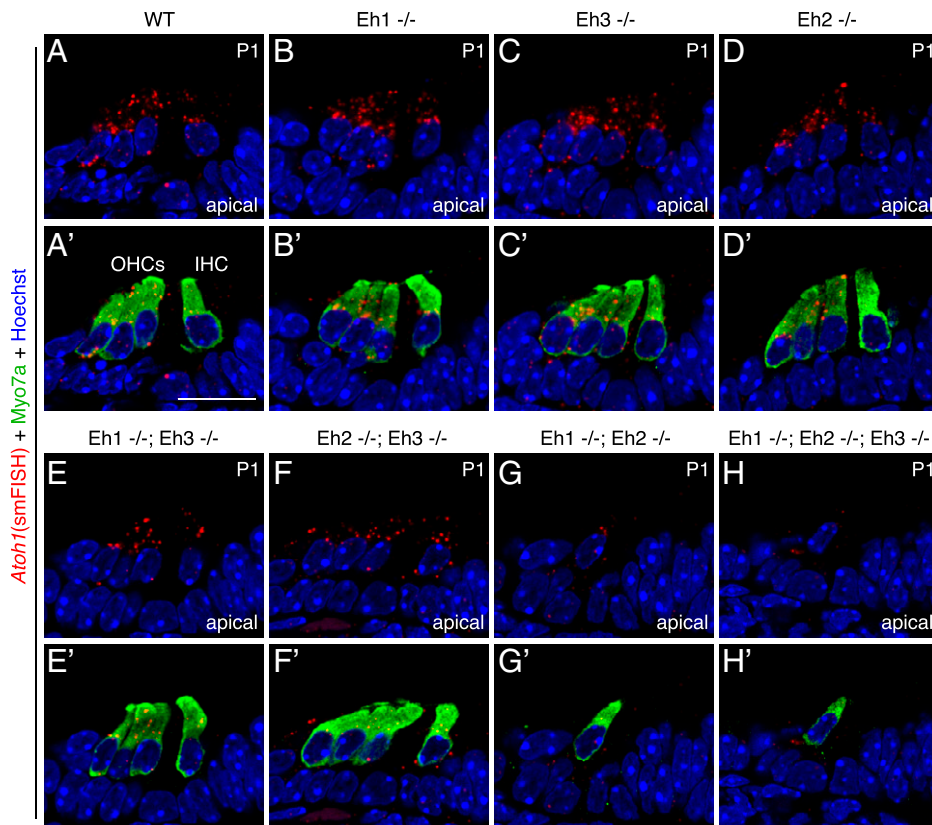 WT
Eh1 -/-
Eh3 -/-
Eh2 -/-
A
P1
B
P1
C
P1
D
P1
apical
apical
apical
apical
A'
OHCs
IHC
B'
C'
D'
Eh1 -/-; Eh3 -/-
Eh2 -/-; Eh3 -/-
Eh1 -/-; Eh2 -/-
Eh1 -/-; Eh2 -/-; Eh3 -/-
E
P1
F
P1
G
P1
H
P1
apical
apical
apical
apical
E'
F'
G'
H'
Atoh1(smFISH) + Myo7a + Hoechst